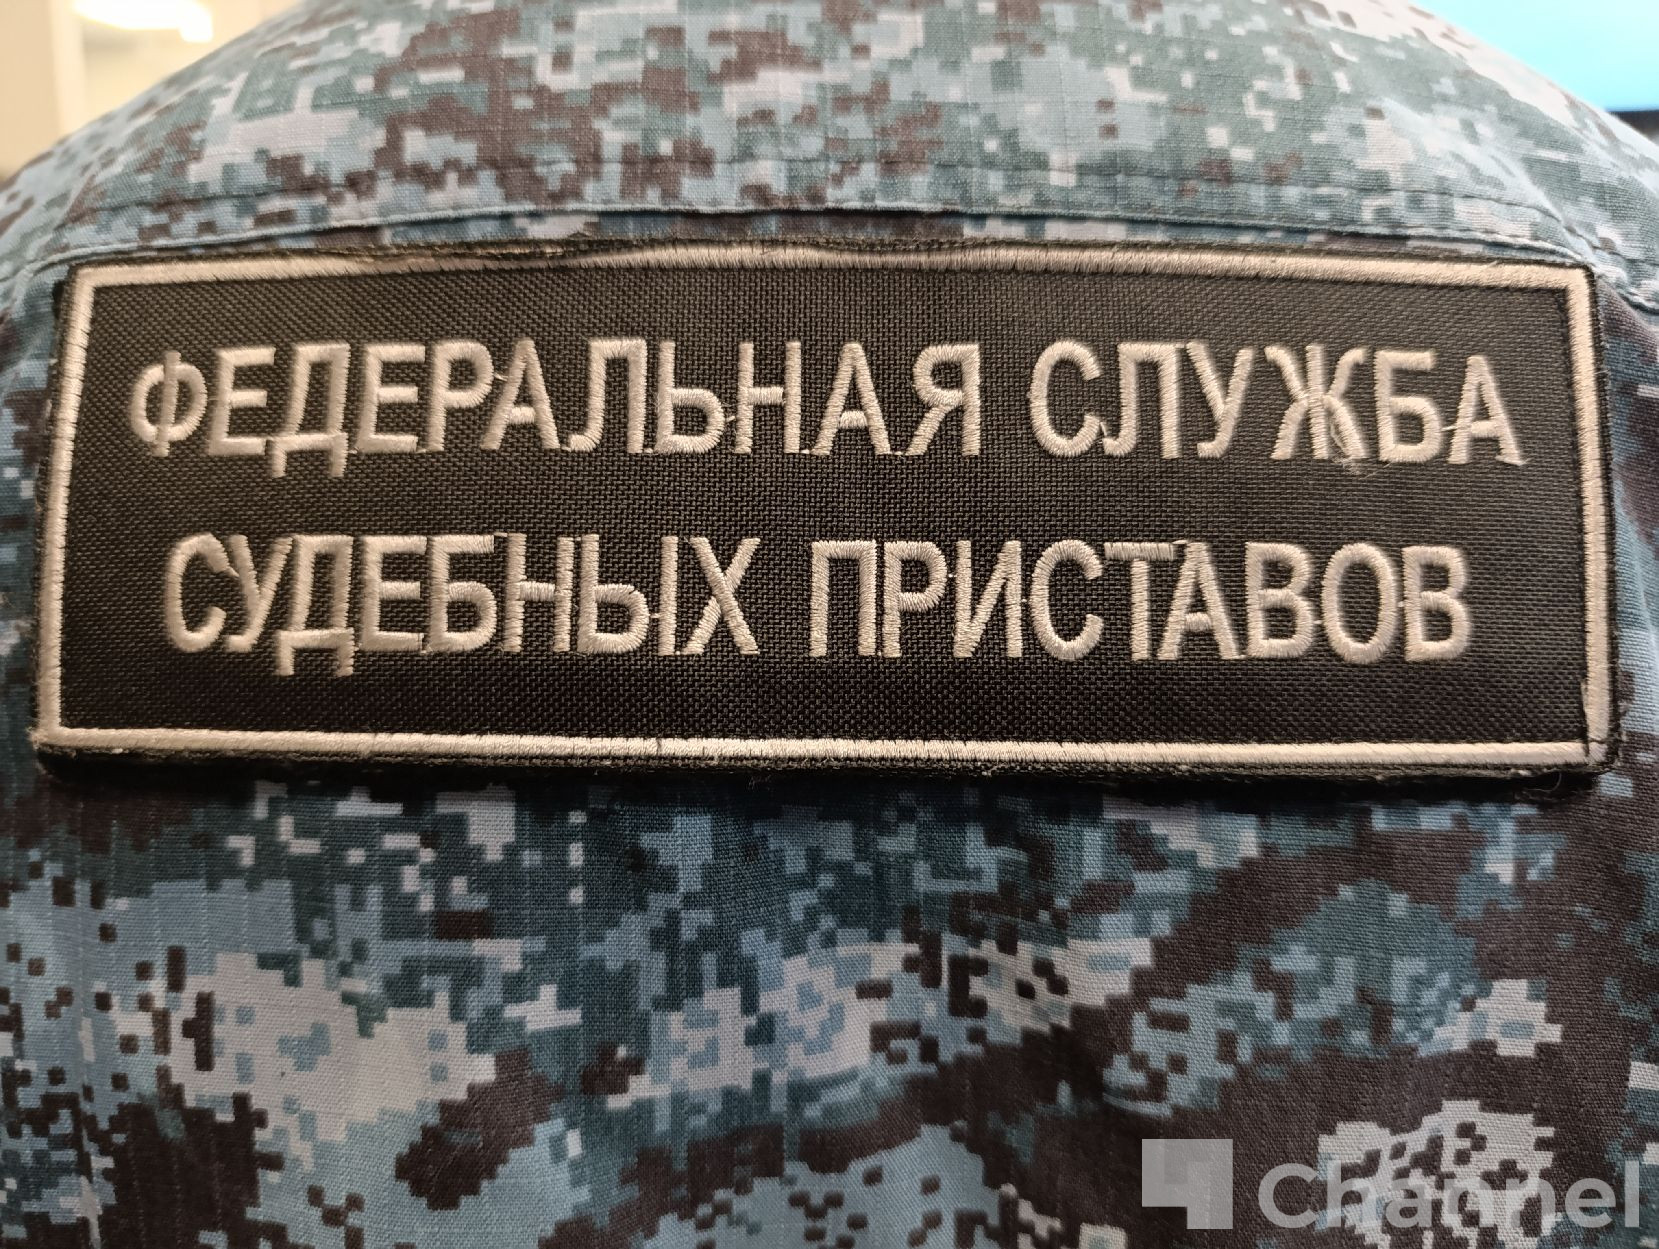 ФЕДЕРАЛЬНАЯ СЛУЖБА
СУДЕБНЫХ ПРИСТАВОВ
Channel